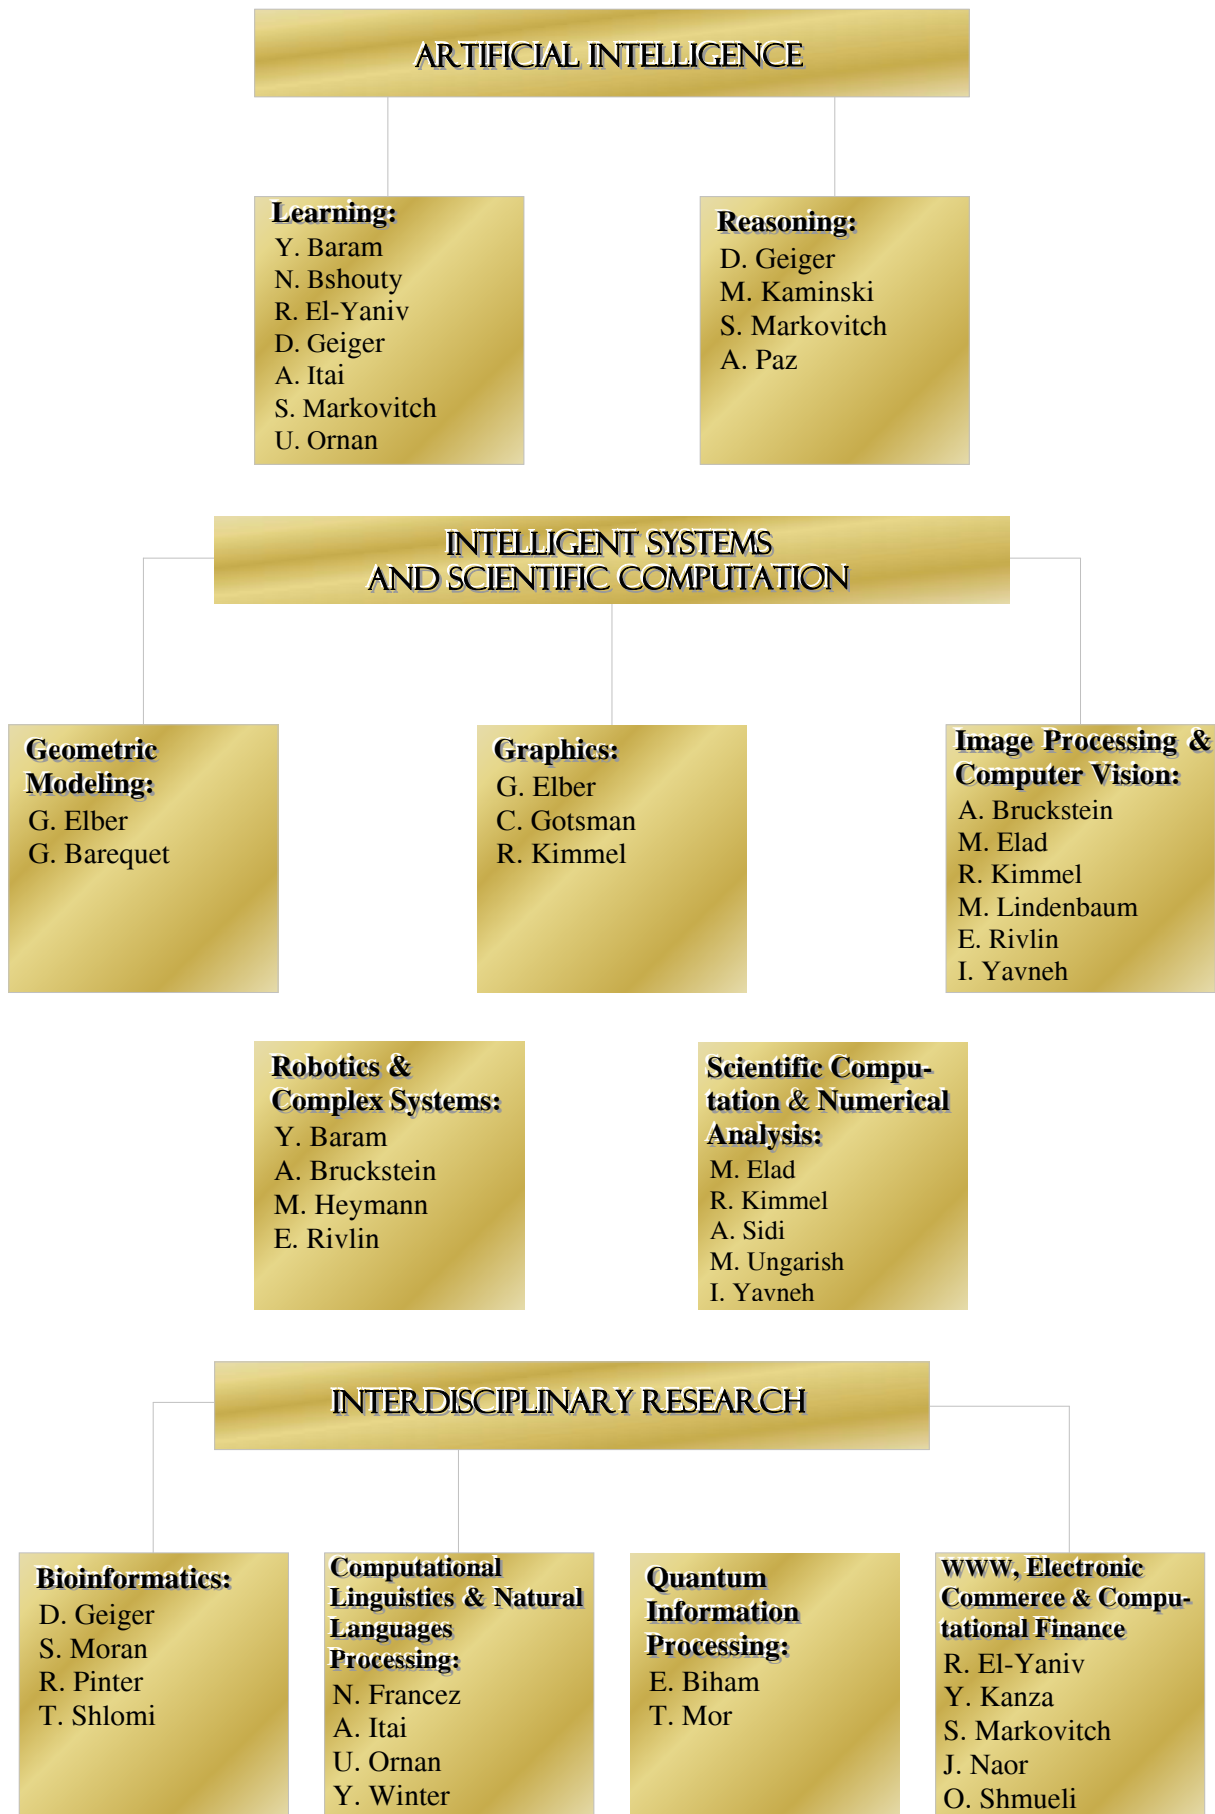 ARTIFICIAL INTELLIGENCE
Learning:
Y. Baram
N. Bshouty
R. El-Yaniv
D. Geiger
A. Itai
S. Markovitch
U. Ornan
Reasoning:
D. Geiger
M. Kaminski
S. Markovitch
A. Paz
INTELLIGENT SYSTEMS
AND SCIENTIFIC COMPUTATION
Geometric
Modeling:
G. Elber
G. Barequet
Graphics:
G. Elber
C. Gotsman
R. Kimmel
Image Processing &
Computer Vision:
A. Bruckstein
M. Elad
R. Kimmel
M. Lindenbaum
E. Rivlin
I. Yavneh
Robotics &
Complex Systems:
Y. Baram
A. Bruckstein
M. Heymann
E. Rivlin
Scientific Compu-
tation & Numerical
Analysis:
M. Elad
R. Kimmel
A. Sidi
M. Ungarish
I. Yavneh
INTERDISCIPLINARY RESEARCH
Bioinformatics:
D. Geiger
S. Moran
R. Pinter
T. Shlomi
Computational
Linguistics & Natural
Languages
Processing:
N. Francez
A. Itai
U. Ornan
Y. Winter
Quantum
Information
Processing:
E. Biham
T. Mor
WWW, Electronic
Commerce & Compu-
tational Finance
R. El-Yaniv
Y. Kanza
S. Markovitch
J. Naor
O. Shmueli